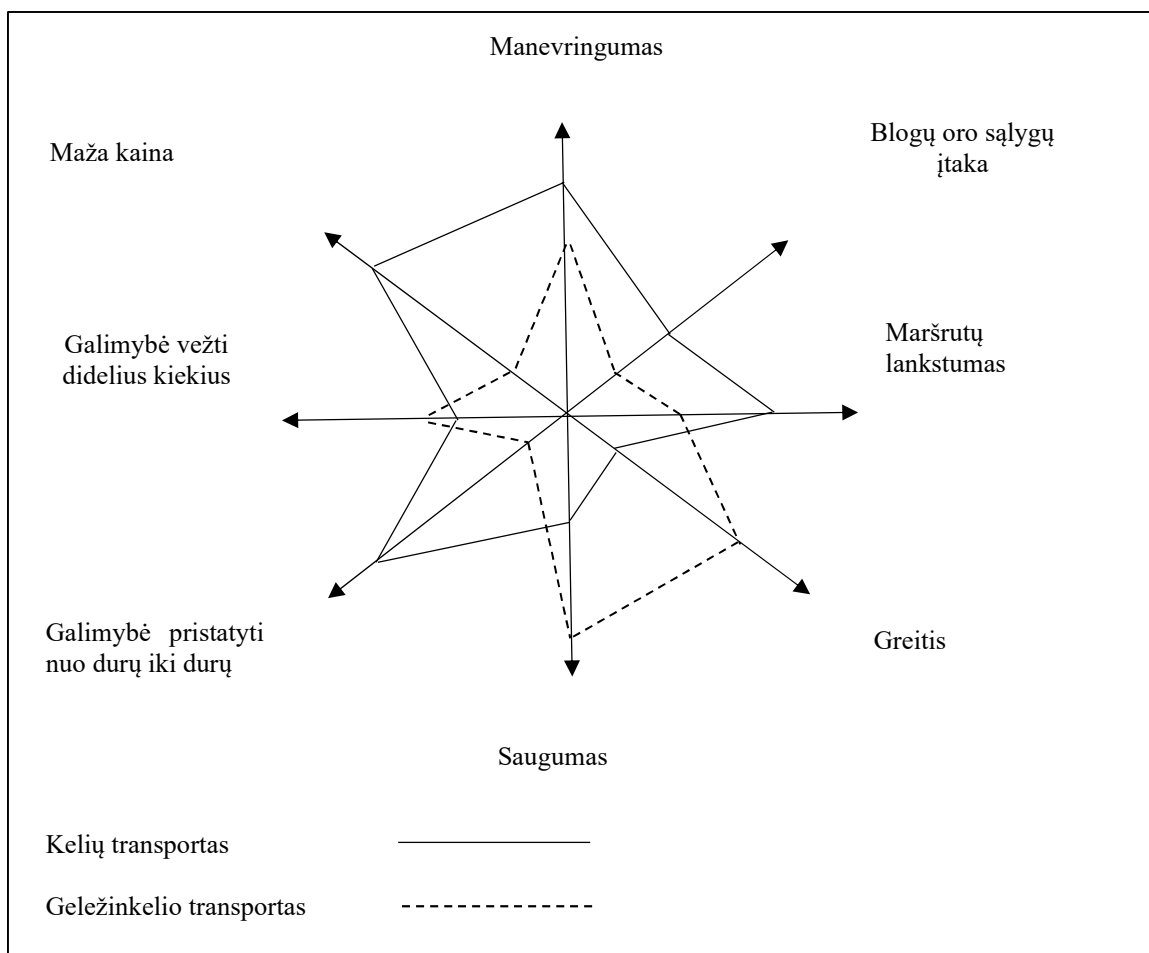 Manevringumas
Blogų oro sąlygų
įtaka
Maža kaina
Galimybė vežti
didelius kiekius
Maršrutų
lankstumas
Galimybė pristatyti
nuo durų iki durų
Greitis
Saugumas
Kelių transportas
Geležinkelio transportas